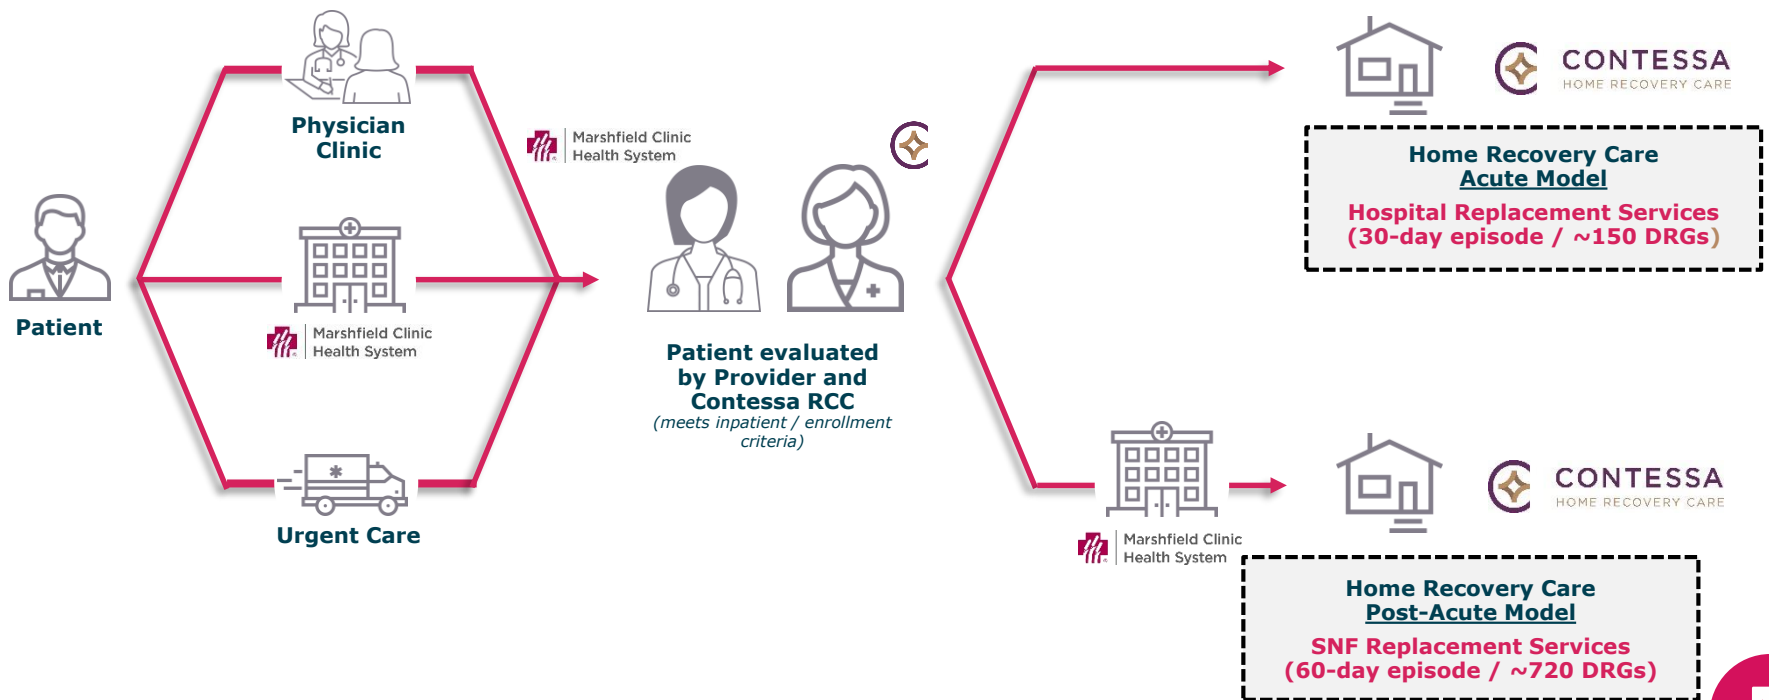 Physician
Clinic
Marshfield Clinic
Health System
Patient
Marshfield Clinic
Health System
Urgent Care
Patient evaluated
by Provider and
Contessa RCC
(meets inpatient / enrollment
criteria)
CONTESSA
HOME RECOVERY CARE
Home Recovery Care
Acute Model
Hospital Replacement Services
(30-day episode / ~150 DRGs)
Marshfield Clinic
Health System
CONTESSA
HOME RECOVERY CARE
Home Recovery Care
Post-Acute Model
SNF Replacement Services
(60-day episode / ~720 DRGs)